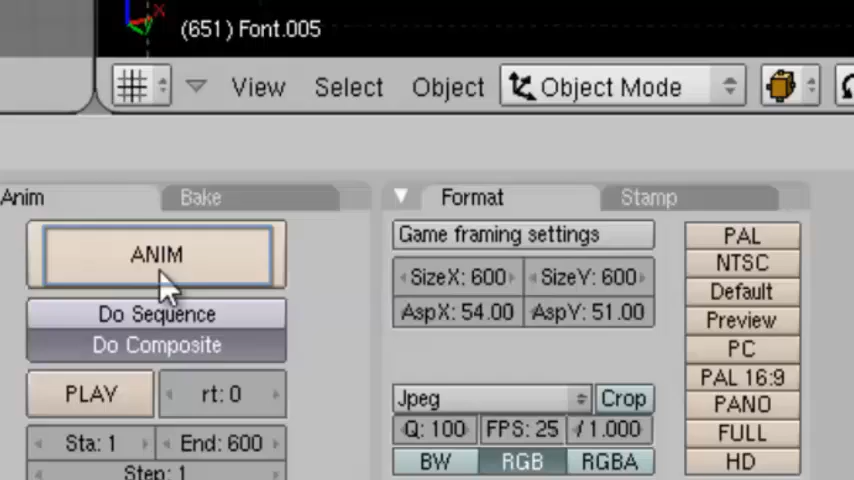 (651) Font.005
View Select Object Object Mode
Anim Bake Format Stamp
ANIM
Do Sequence
Do Composite
PLAY rt: 0
Sta: 1 End: 600
Step: 1
Game framing settings
SizeX: 600 SizeY: 600
AspX: 54.00 AspY: 51.00
Jpeg Crop
Q: 100 FPS: 25 / 1.000
BW RGB RGBA
PAL
NTSC
Default
Preview
PC
PAL 16:9
PANO
FULL
HD